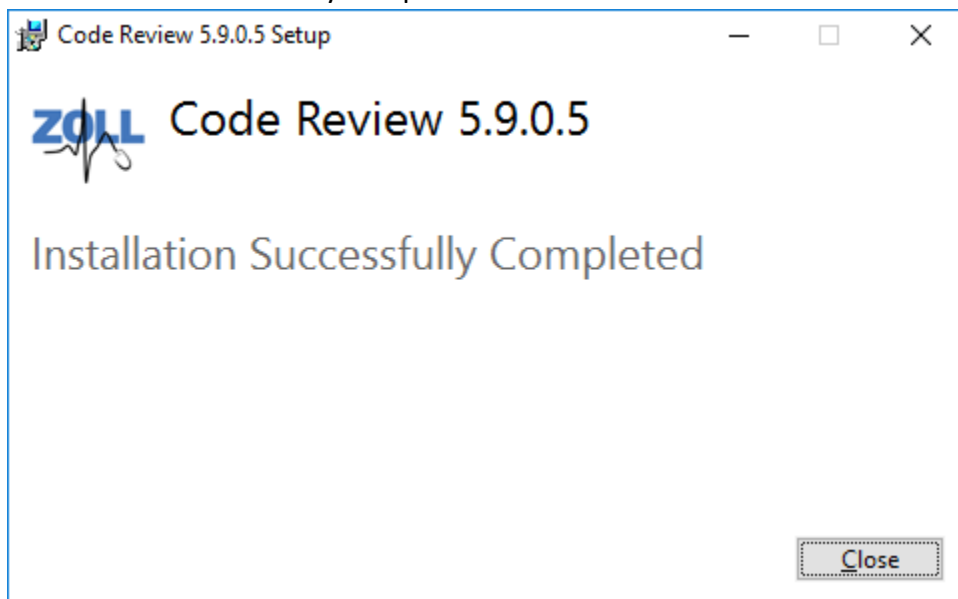 Code Review 5.9.0.5 Setup
ZOLL Code Review 5.9.0.5
Installation Successfully Completed
Close